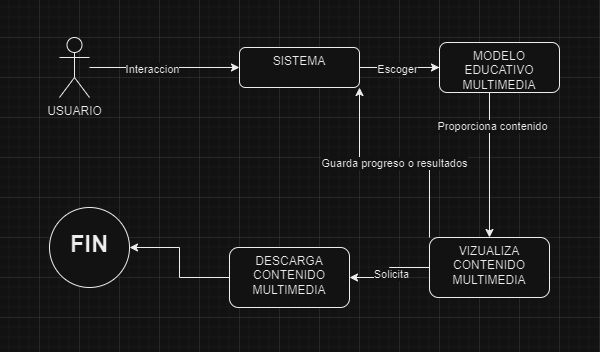 USUARIO
Interaccion
SISTEMA
Escoger
MODELO
EDUCATIVO
MULTIMEDIA
Proporciona contenido
Guarda progreso o resultados
VIZUALIZA
CONTENIDO
MULTIMEDIA
Solicita
DESCARGA
CONTENIDO
MULTIMEDIA
FIN